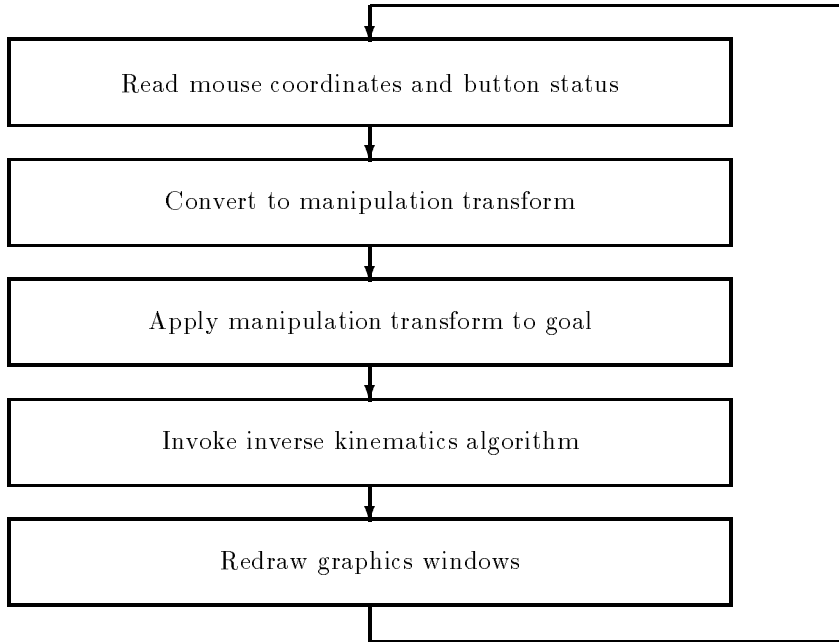 Read mouse coordinates and button status
Convert to manipulation transform
Apply manipulation transform to goal
Invoke inverse kinematics algorithm
Redraw graphics windows